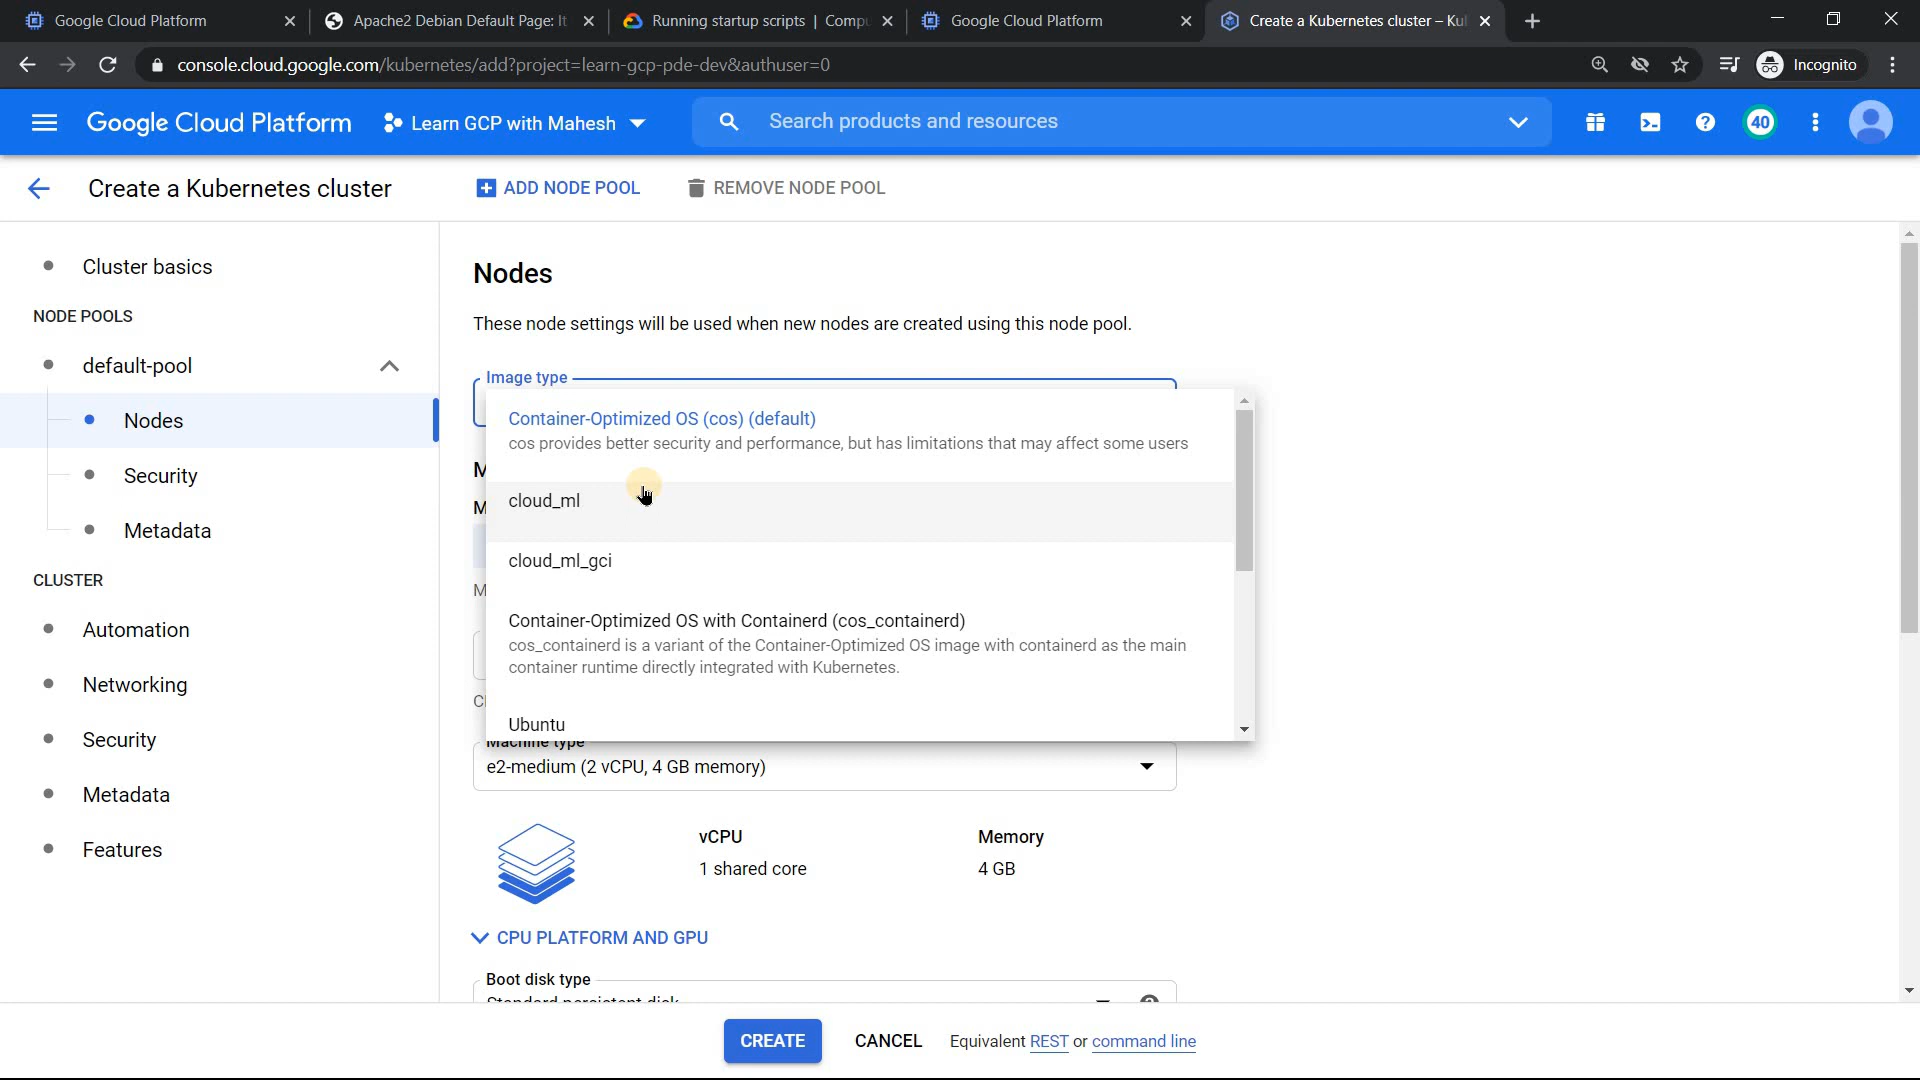 Google Cloud Platform
Apache2 Debian Default Page: It
Running startup scripts | Compu
Google Cloud Platform
Create a Kubernetes cluster – Ku
console.cloud.google.com/kubernetes/add?project=learn-gcp-pde-dev&authuser=0
Incognito
Google Cloud Platform
Learn GCP with Mahesh
Search products and resources
40
Create a Kubernetes cluster
ADD NODE POOL
REMOVE NODE POOL
Cluster basics
NODE POOLS
default-pool
Nodes
Security
Metadata
CLUSTER
Automation
Networking
Security
Metadata
Features
Nodes
These node settings will be used when new nodes are created using this node pool.
Image type
Container-Optimized OS (cos) (default)
cos provides better security and performance, but has limitations that may affect some users
cloud_ml
cloud_ml_gci
Container-Optimized OS with Containerd (cos_containerd)
cos_containerd is a variant of the Container-Optimized OS image with containerd as the main
container runtime directly integrated with Kubernetes.
Ubuntu
Machine type
e2-medium (2 vCPU, 4 GB memory)
vCPU
Memory
1 shared core
4 GB
CPU PLATFORM AND GPU
Boot disk type
Standard persistent disk
CREATE
CANCEL
Equivalent REST or command line